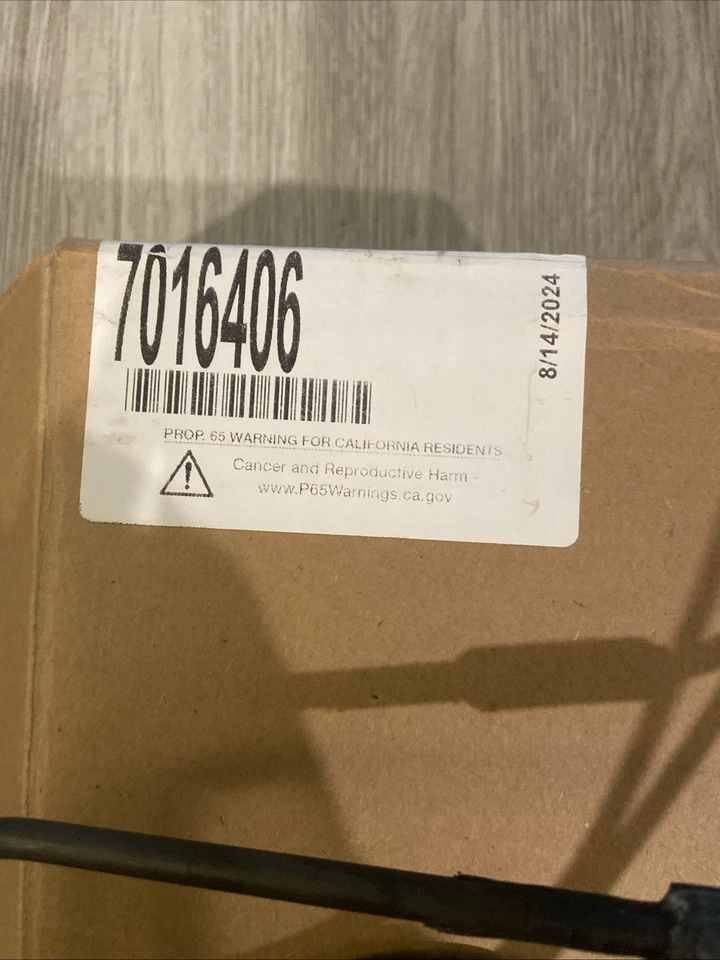 7016406
8/14/2024
PROP. 65 WARNING FOR CALIFORNIA RESIDENTS
Cancer and Reproductive Harm -
www.P65Warnings.ca.gov